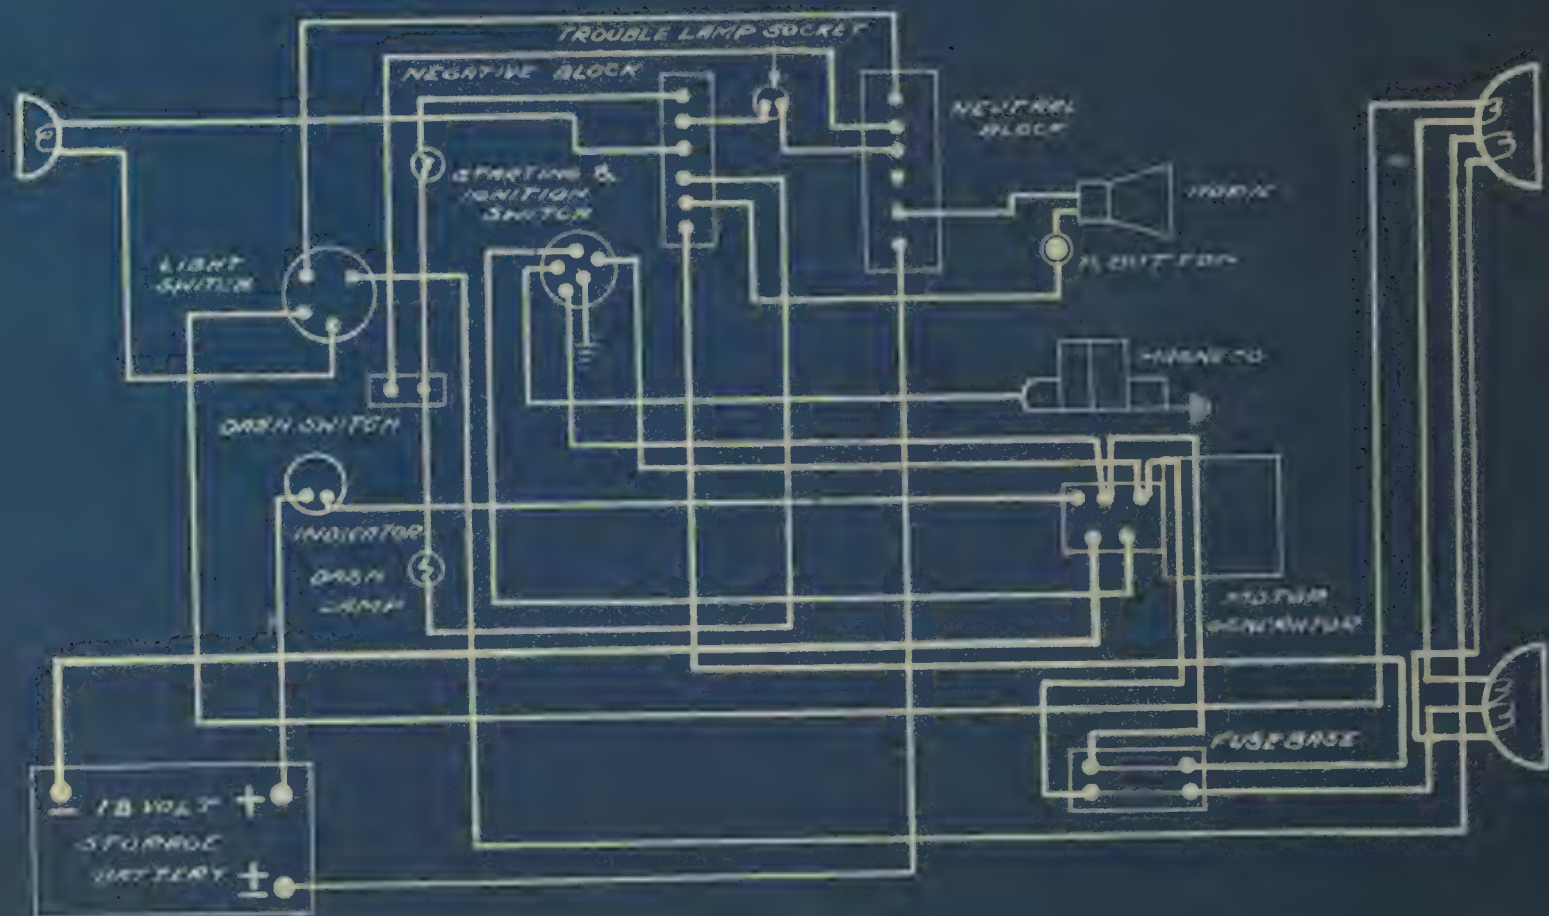 TROUBLE LAMP SOCKET
NEGATIVE BLOCK
NEUTRAL
BLOCK
STARTING &
IGNITION
SWITCH
HORN
BUTTON
LIGHT
SWITCH
MAGNETO
DASH SWITCH
INDICATOR
DASH
LAMP
MOTOR
GENERATOR
FUSE BASE
- 18 VOLT +
STORAGE
BATTERY ±